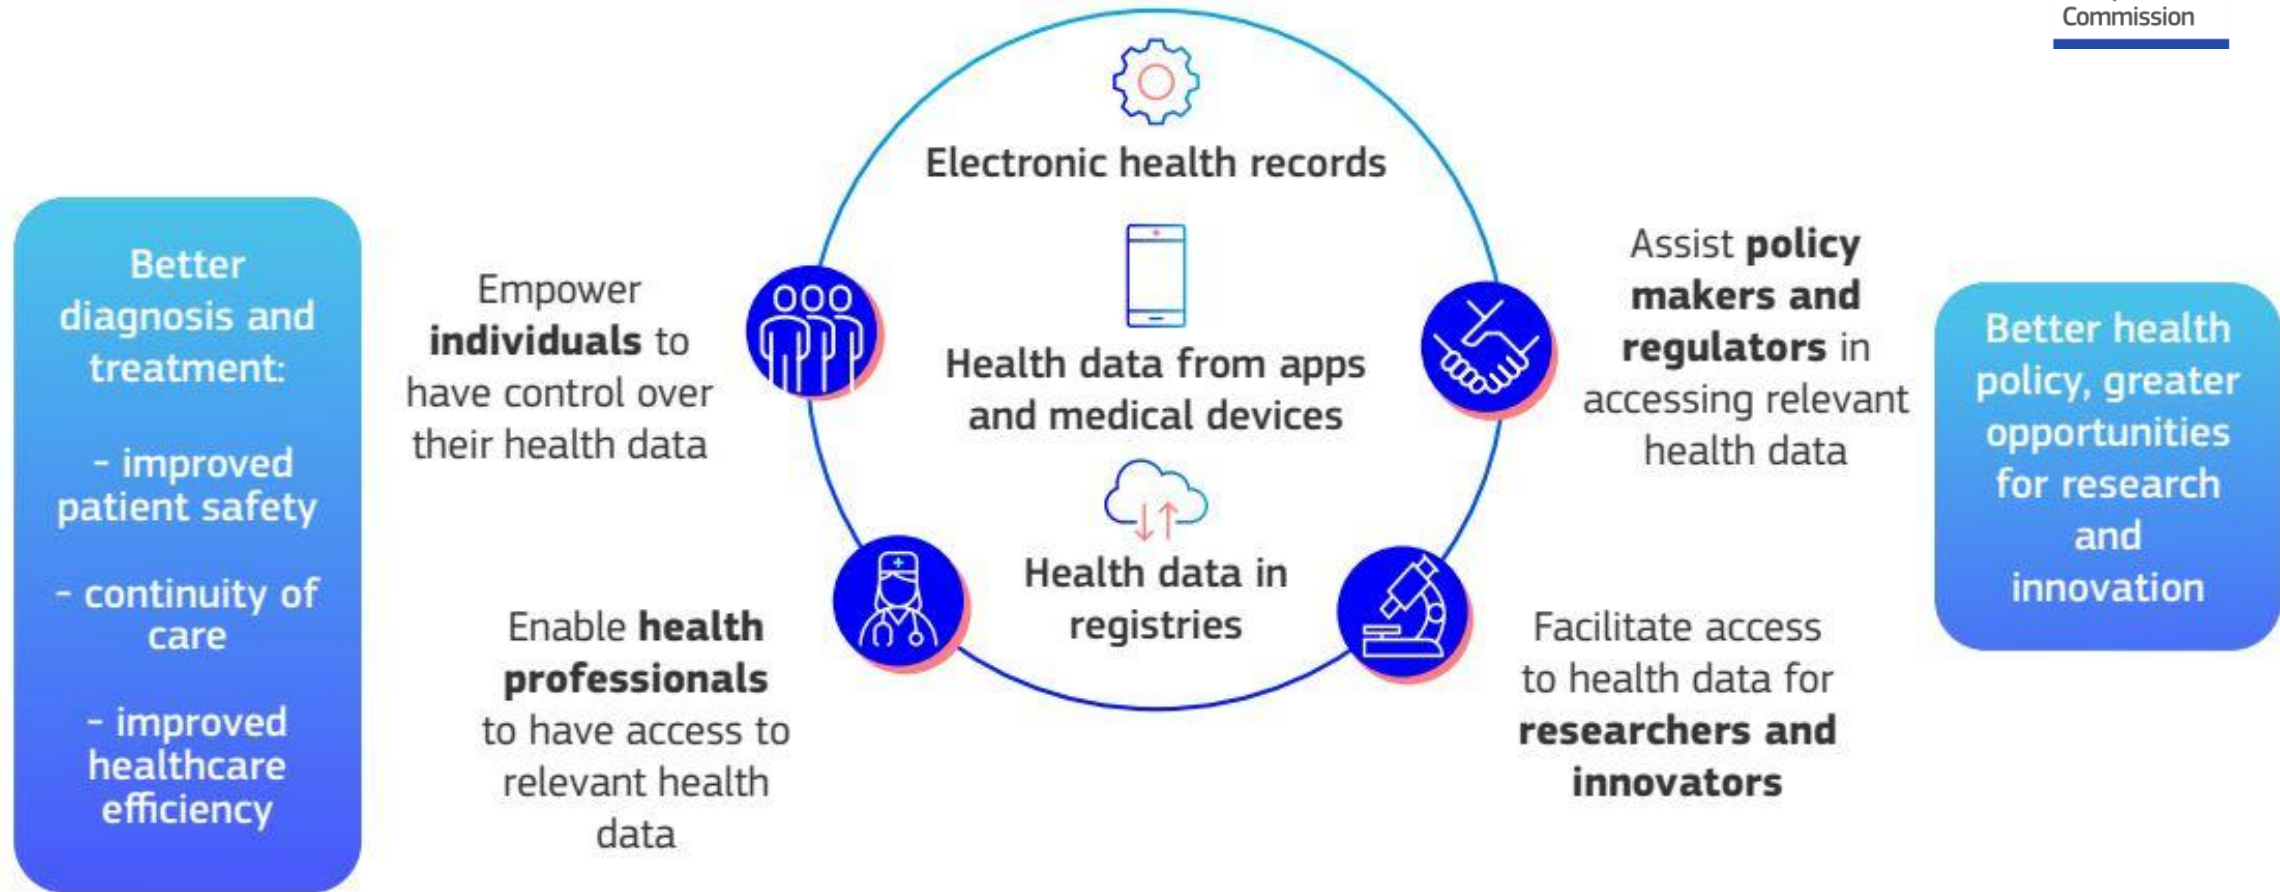 Commission
Electronic health records
Health data from apps
and medical devices
Health data in
registries
Better
diagnosis and
treatment:
- improved
patient safety
- continuity of
care
- improved
healthcare
efficiency
Empower
individuals to
have control over
their health data
Enable health
professionals
to have access to
relevant health
data
Assist policy
makers and
regulators in
accessing relevant
health data
Facilitate access
to health data for
researchers and
innovators
Better health
policy, greater
opportunities
for research
and
innovation